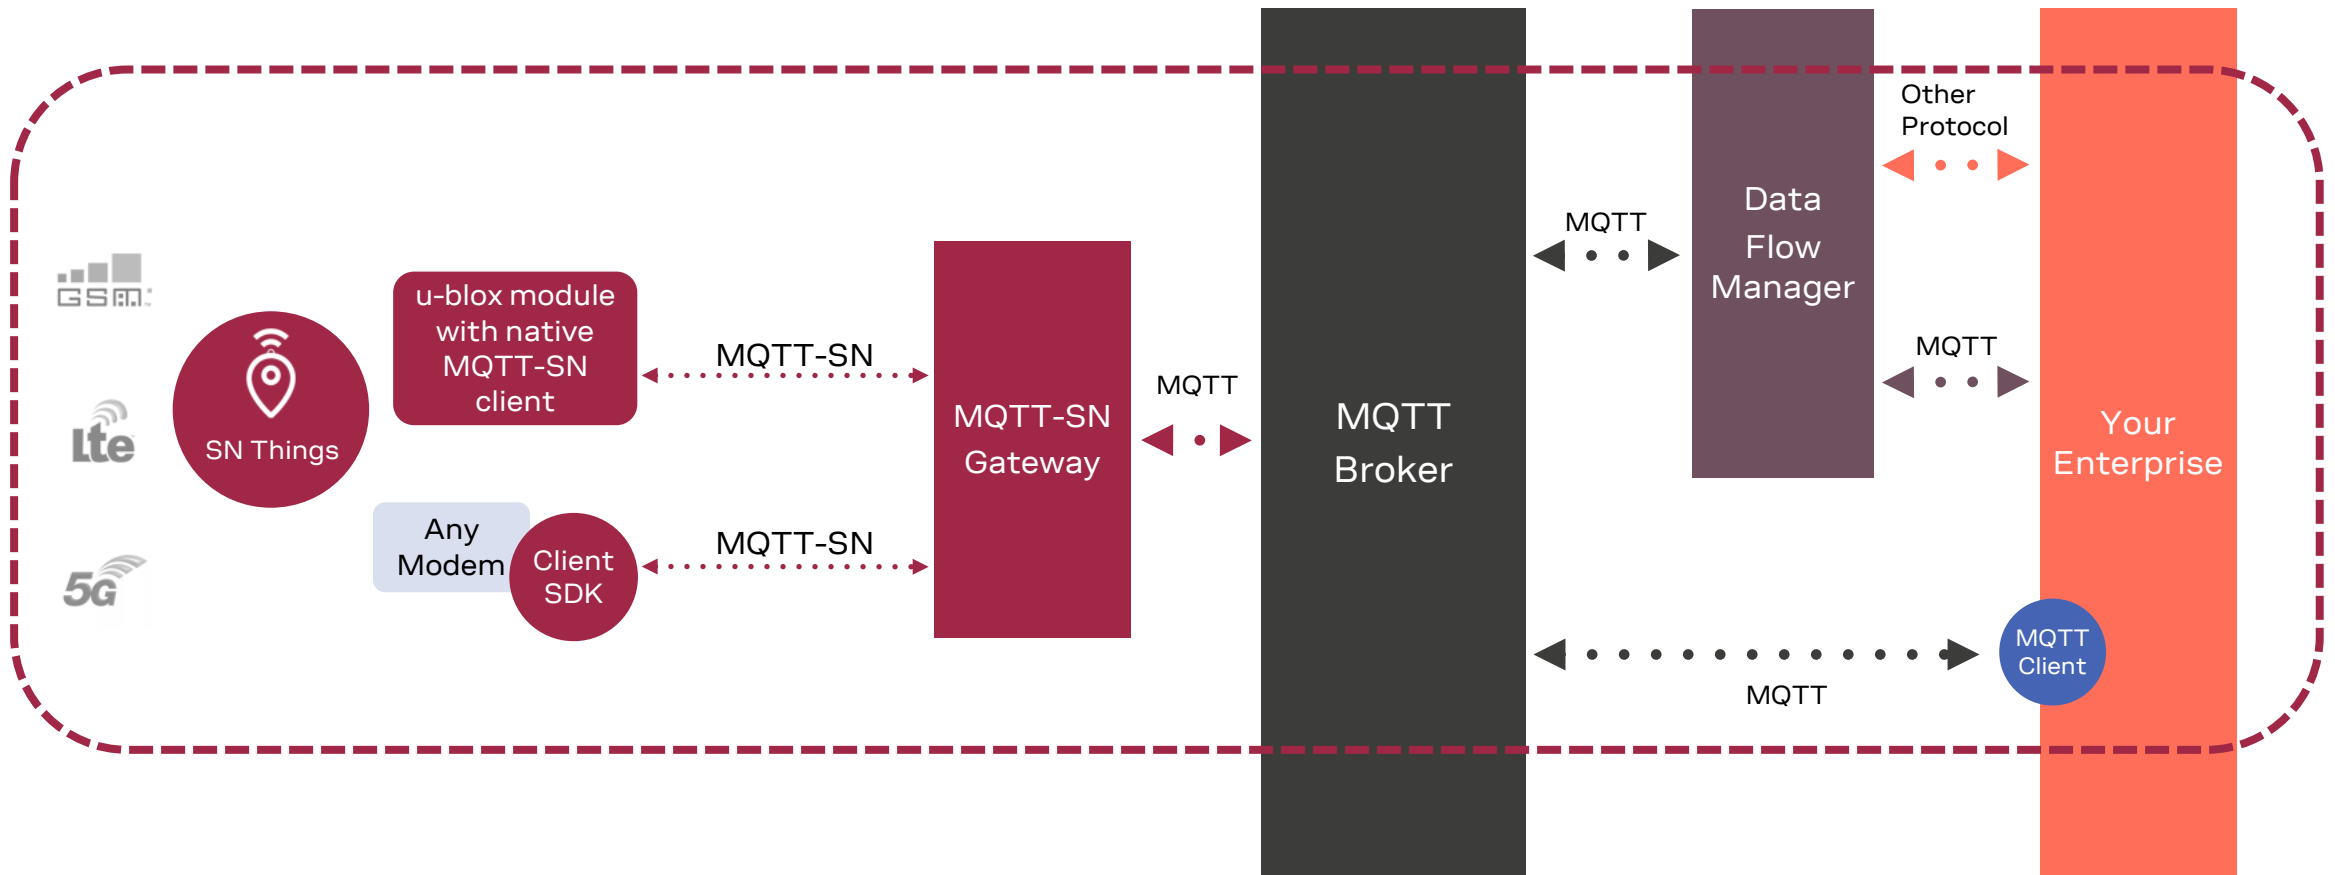 GSM
Lte
5G
SN Things
u-blox module
with native
MQTT-SN
client
Any
Modem
Client
SDK
MQTT-SN
MQTT-SN
MQTT-SN
Gateway
MQTT
MQTT
Broker
MQTT
Data
Flow
Manager
Other
Protocol
MQTT
Your
Enterprise
MQTT
Client
MQTT